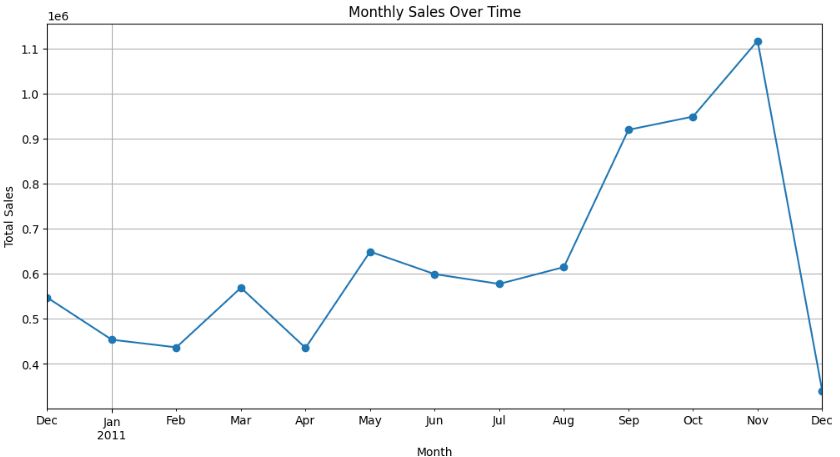 Monthly Sales Over Time
1e6
1.1
1.0
0.9
0.8
0.7
0.6
0.5
0.4
Total Sales
Dec Jan Feb Mar Apr May Jun Jul Aug Sep Oct Nov Dec
2011
Month